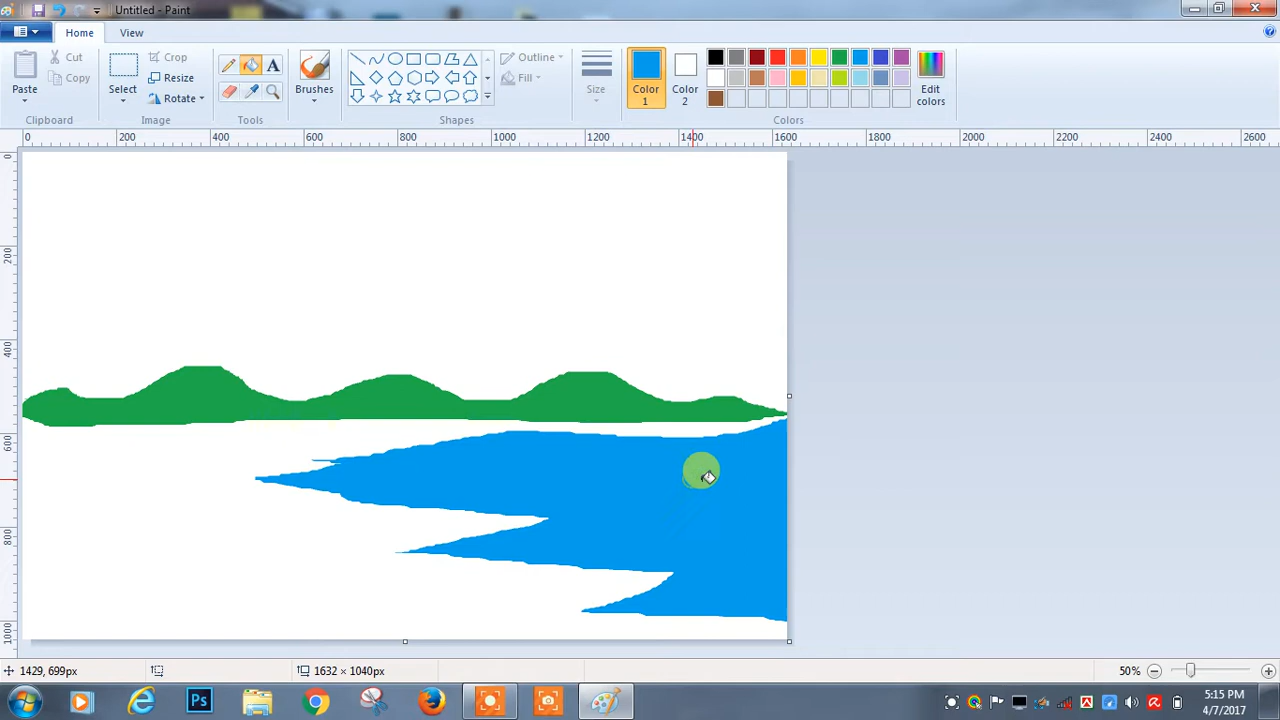 Untitled - Paint
Home View
Paste
Cut
Copy
Clipboard
Select
Crop
Resize
Rotate
Image
A
Tools
Brushes
Outline
Fill
Shapes
Size
Color 1
Color 2
Edit colors
Colors
0 200 400 600 800 1000 1200 1400 1600 1800 2000 2200 2400 2600
0
200
400
600
800
1000
1429, 699px
1632 × 1040px
50%
Ps
5:15 PM
4/7/2017